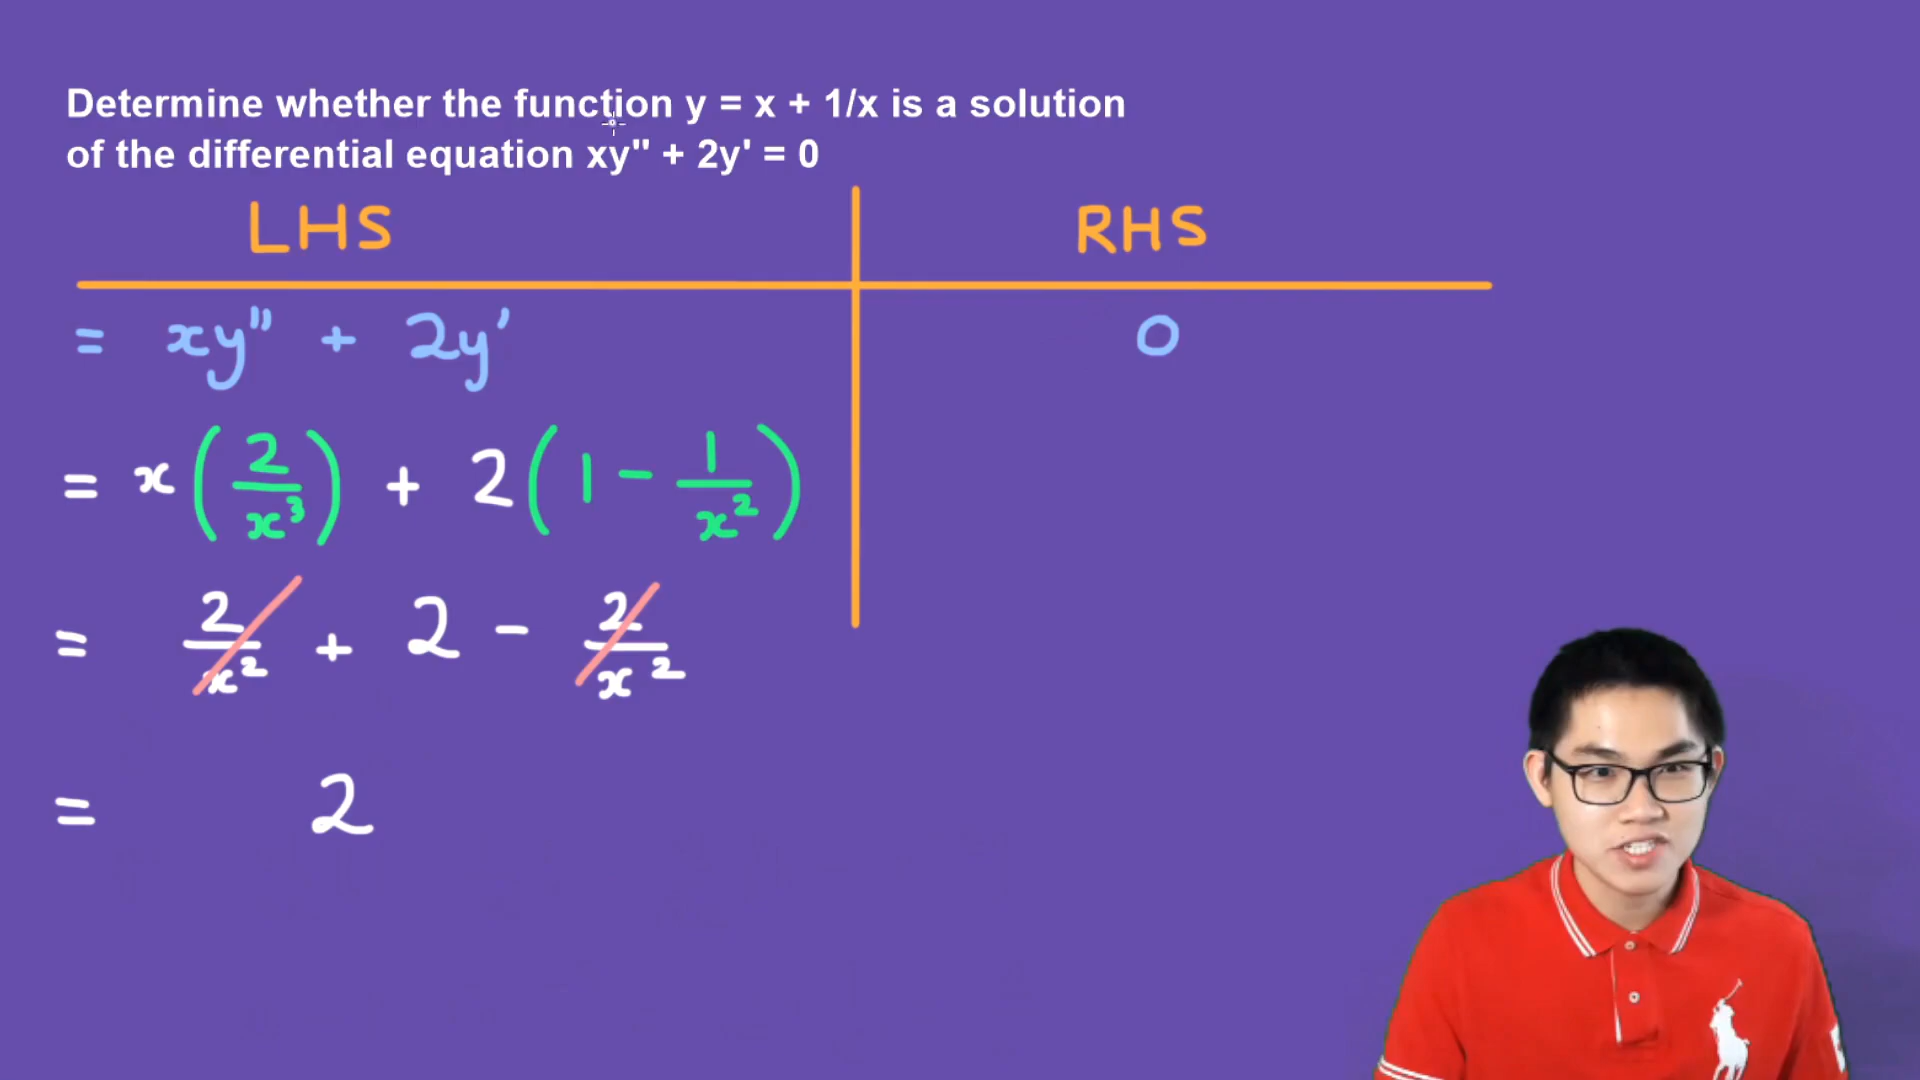 Determine whether the function y = x + 1/x is a solution
of the differential equation xy" + 2y' = 0
LHS RHS
= xy" + 2y' 0
= x(2/x³) + 2(1 - 1/x²)
= 2/x² + 2 - 2/x²
= 2